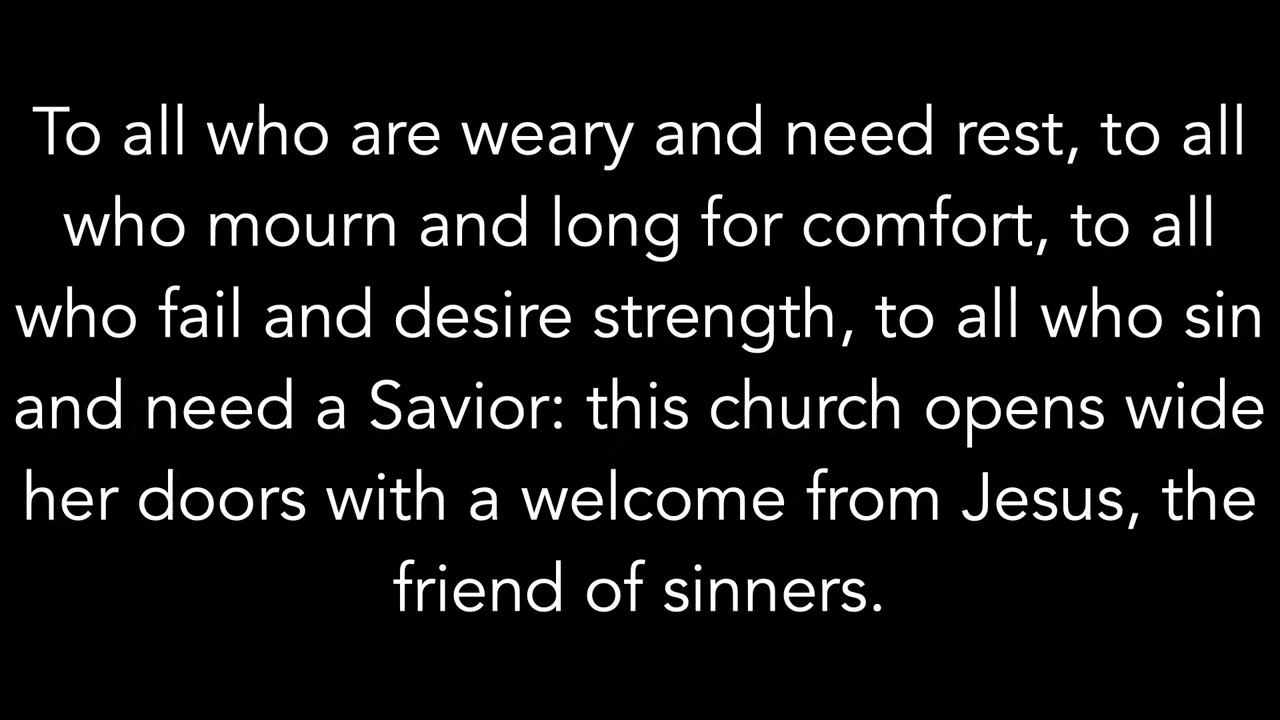 To all who are weary and need rest, to all
who mourn and long for comfort, to all
who fail and desire strength, to all who sin
and need a Savior: this church opens wide
her doors with a welcome from Jesus, the
friend of sinners.